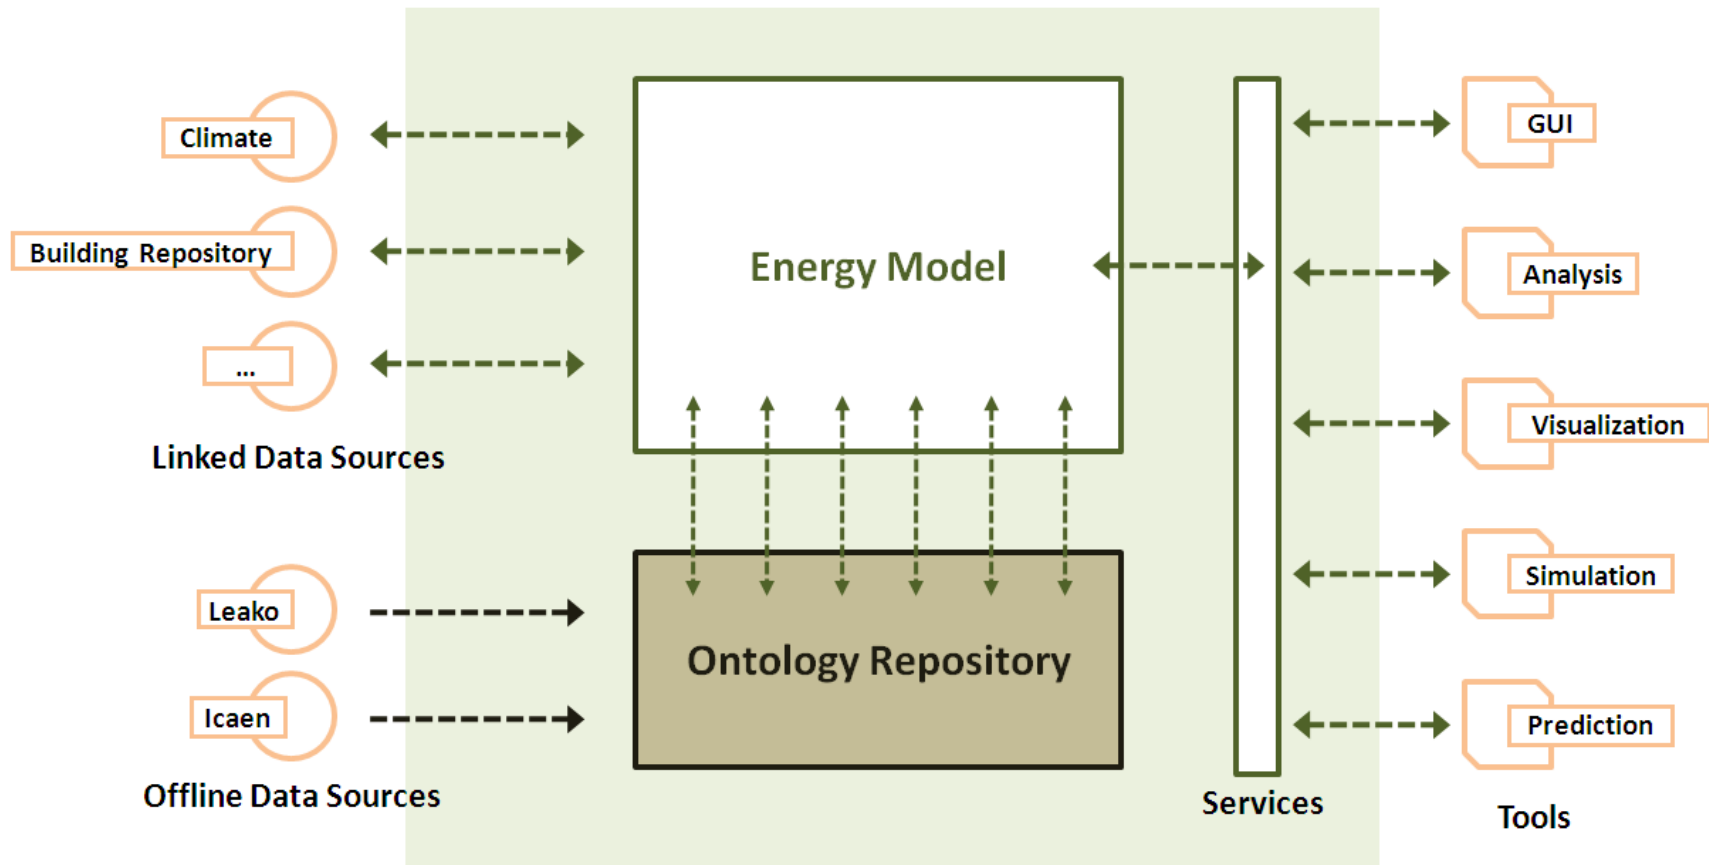 Climate
Building Repository
...
Linked Data Sources
Leako
Icaen
Offline Data Sources
Energy Model
Ontology Repository
Services
GUI
Analysis
Visualization
Simulation
Prediction
Tools